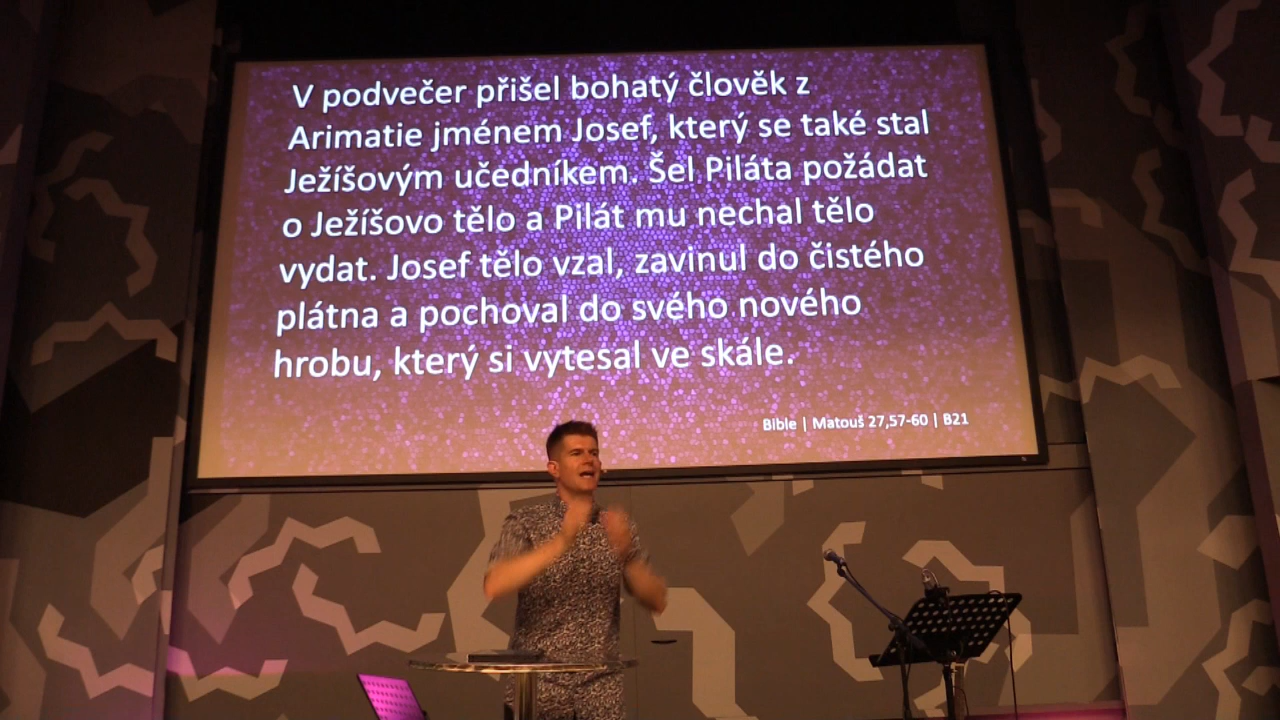 V podvečer přišel bohatý člověk z
Arimatie jménem Josef, který se také stal
Ježíšovým učedníkem. Šel Piláta požádat
o Ježíšovo tělo a Pilát mu nechal tělo
vydat. Josef tělo vzal, zavinul do čistého
plátna a pochoval do svého nového
hrobu, který si vytesal ve skále.
Bible | Matouš 27,57-60 | B21